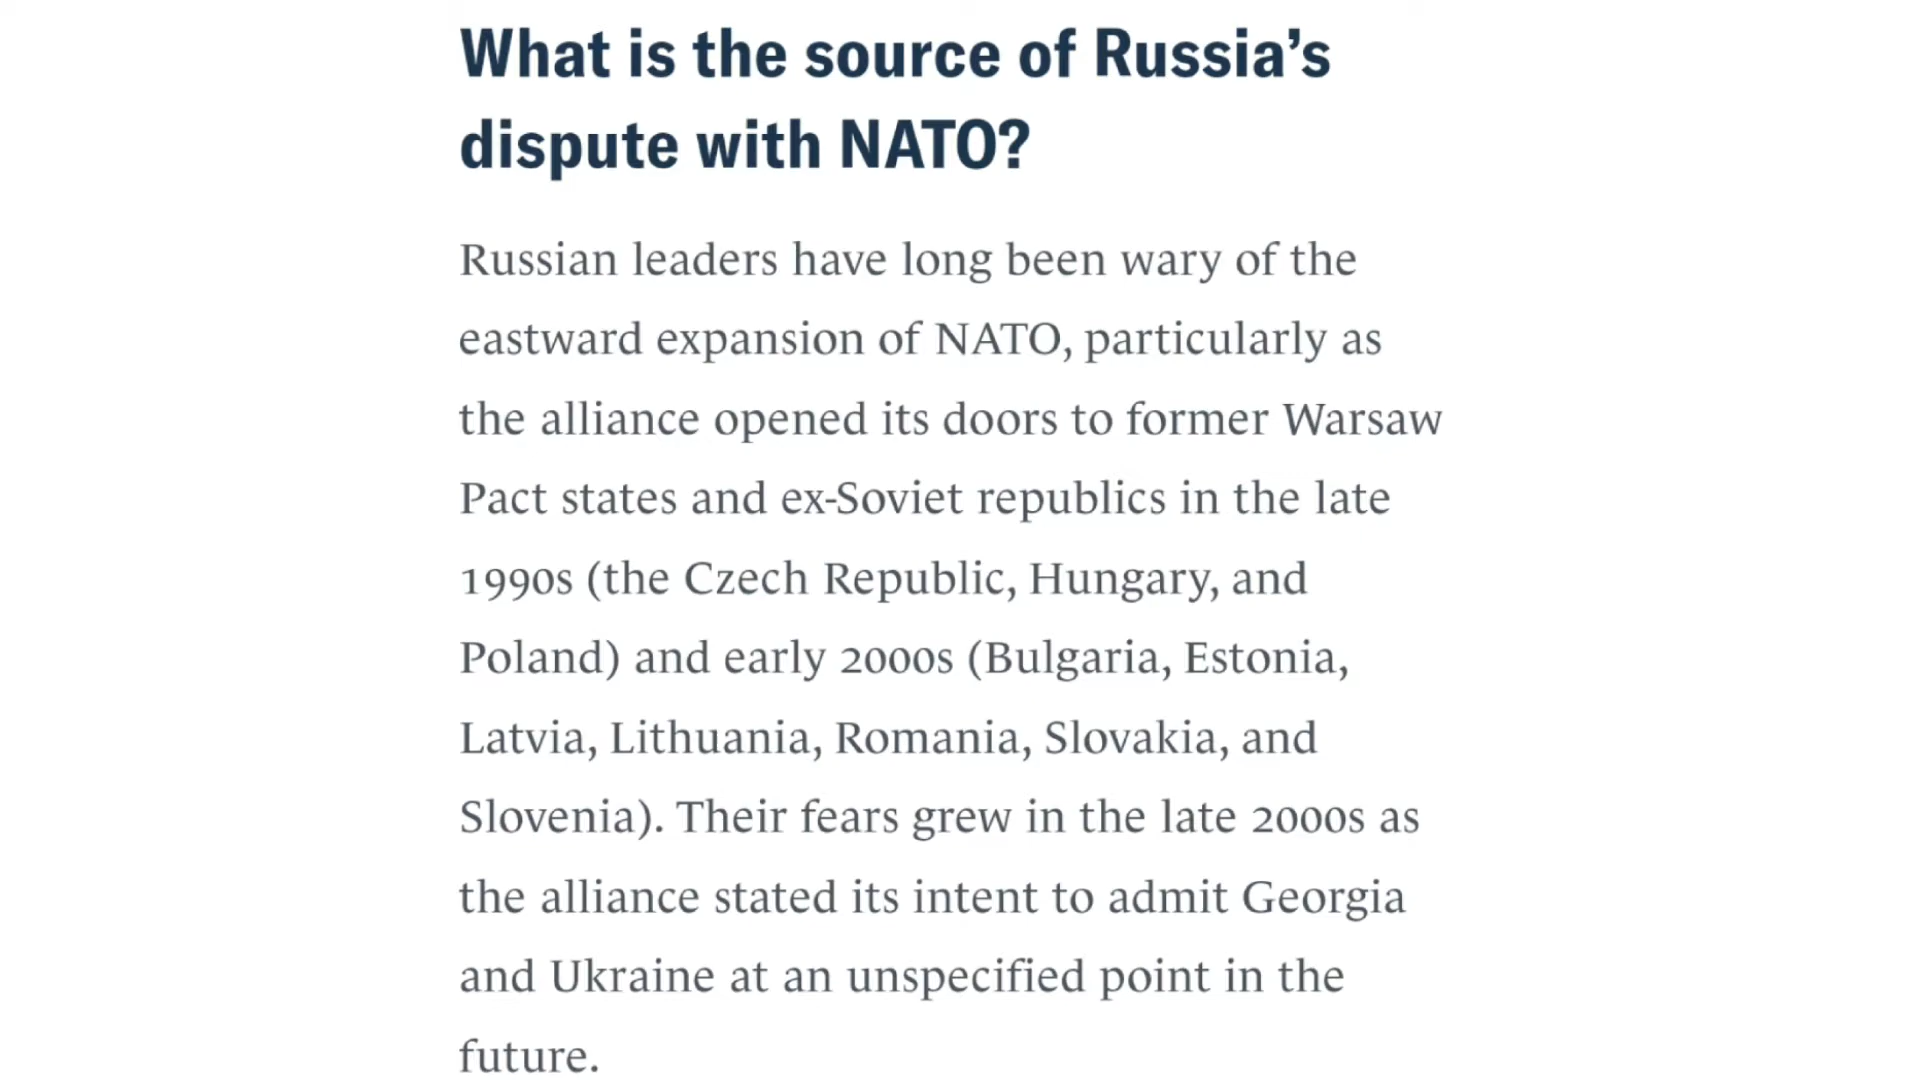 What is the source of Russia’s
dispute with NATO?
Russian leaders have long been wary of the
eastward expansion of NATO, particularly as
the alliance opened its doors to former Warsaw
Pact states and ex-Soviet republics in the late
1990s (the Czech Republic, Hungary, and
Poland) and early 2000s (Bulgaria, Estonia,
Latvia, Lithuania, Romania, Slovakia, and
Slovenia). Their fears grew in the late 2000s as
the alliance stated its intent to admit Georgia
and Ukraine at an unspecified point in the
future.